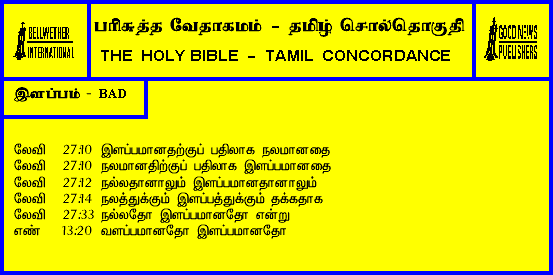 BELLWETHER
INTERNATIONAL
பரிசுத்த வேதாகமம் - தமிழ் சொல்தொகுதி
THE HOLY BIBLE - TAMIL CONCORDANCE
GOOD NEWS
PUBLISHERS
இளப்பம் - BAD
லேவி 27:10 இளப்பமானதற்குப் பதிலாக நலமானதை
லேவி 27:10 நலமானதிற்குப் பதிலாக இளப்பமானதை
லேவி 27:12 நல்லதானாலும் இளப்பமானதானாலும்
லேவி 27:14 நலத்துக்கும் இளப்பத்துக்கும் தக்கதாக
லேவி 27:33 நல்லதோ இளப்பமானதோ என்று
எண் 13:20 வளப்பமானதோ இளப்பமானதோ